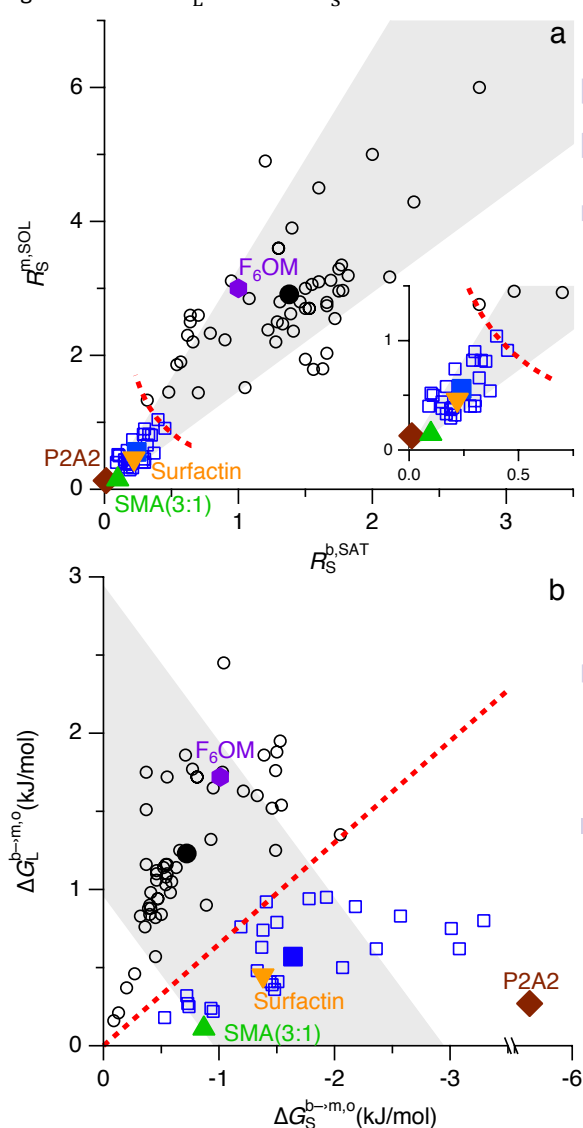 L
S
a
6
4
2
0
R_S^{m,SOL}
F₆OM
P2A2
Surfactin
SMA(3:1)
1
0
0.0
0.5
0
1
2
3
R_S^{b,SAT}
b
3
2
1
0
ΔG_L^{b→m,o}(kJ/mol)
F₆OM
P2A2
Surfactin
SMA(3:1)
0
-1
-2
-3
-6
ΔG_S^{b→m,o}(kJ/mol)